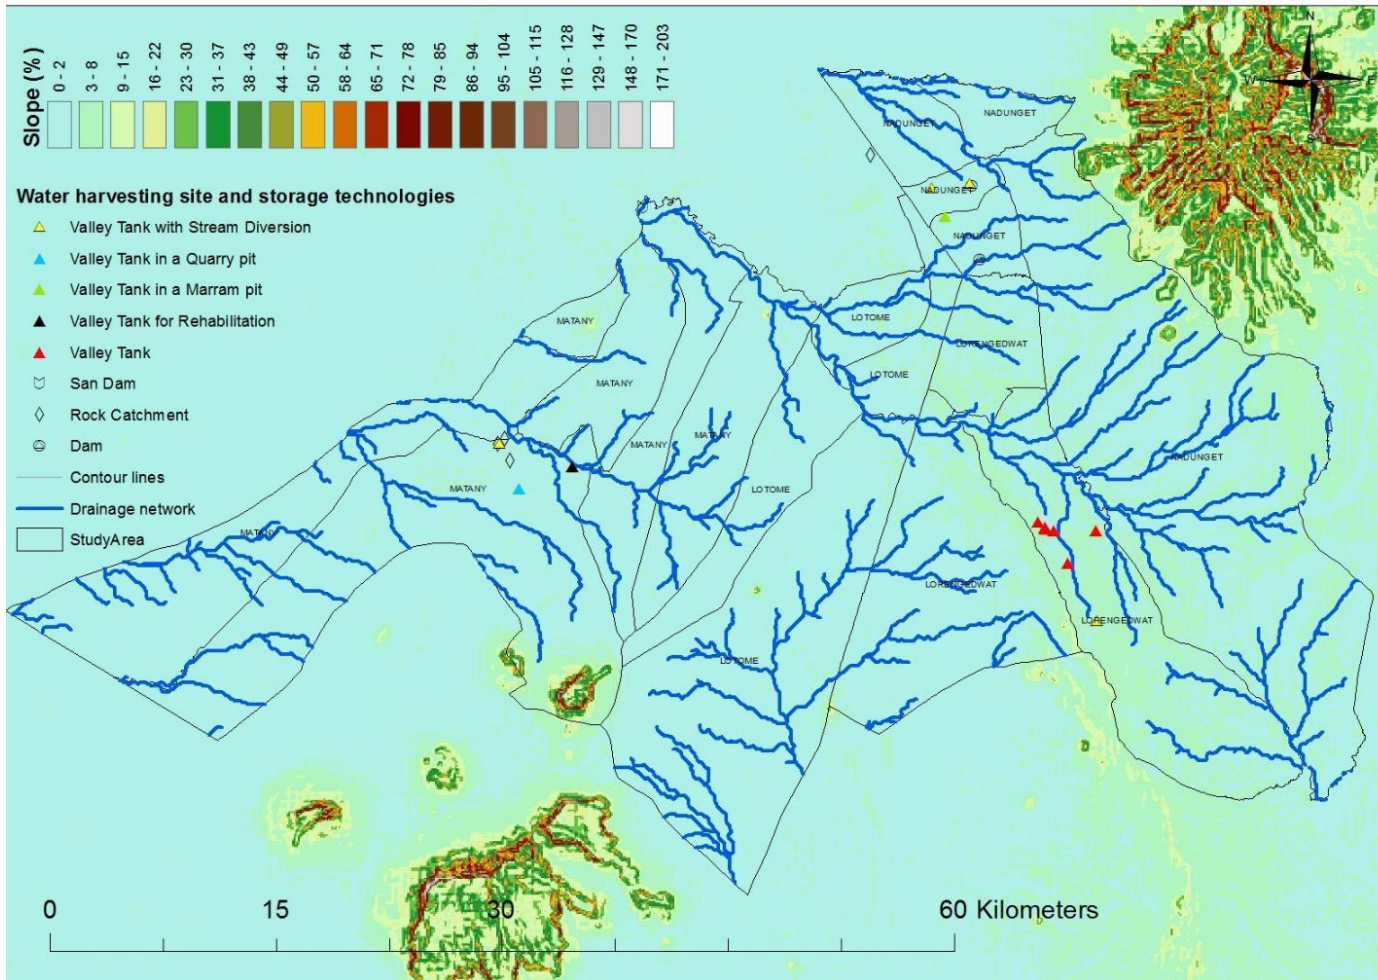 Slope (%)
0 - 2
3 - 8
9 - 15
16 - 22
23 - 30
31 - 37
38 - 43
44 - 49
50 - 57
58 - 64
65 - 71
72 - 78
79 - 85
86 - 94
95 - 104
105 - 115
116 - 128
129 - 147
148 - 170
171 - 203
N
W
E
S
Water harvesting site and storage technologies
Valley Tank with Stream Diversion
Valley Tank in a Quarry pit
Valley Tank in a Marram pit
Valley Tank for Rehabilitation
Valley Tank
San Dam
Rock Catchment
Dam
Contour lines
Drainage network
StudyArea
NADUNGET
NADUNGET
NADUNGET
NADUNGET
LOTOME
MATANY
LORENGEDWAT
LOTOME
MATANY
MATANY
MATANY
NADUNGET
MATANY
LOTOME
MATANY
LORENGEDWAT
LORENGEDWAT
LOTOME
0 15 30 60 Kilometers